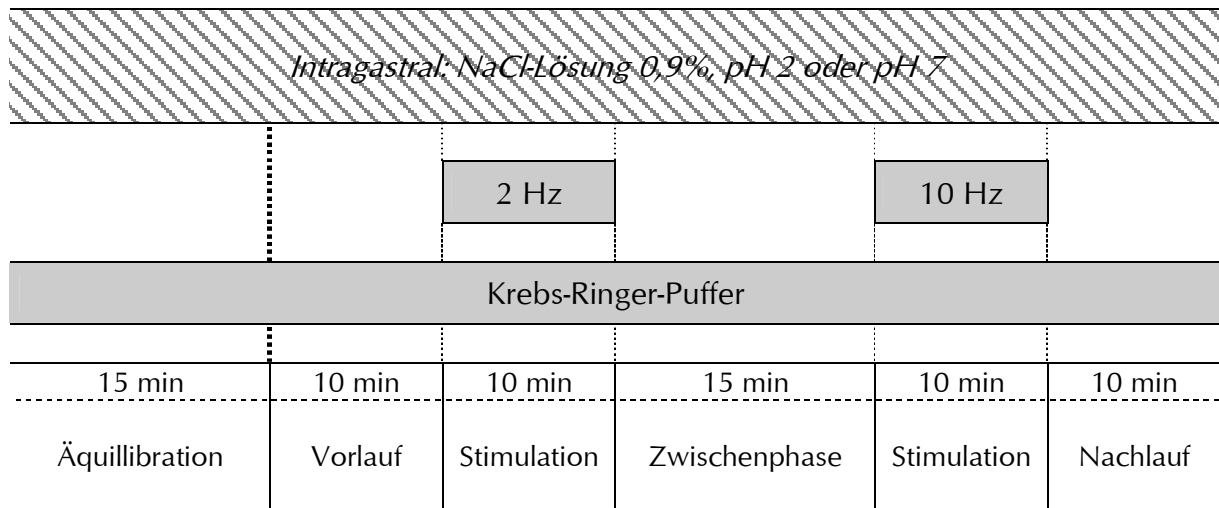 Intragastral: NaCl-Lösung 0,9%, pH 2 oder pH 7
2 Hz 10 Hz
Krebs-Ringer-Puffer
15 min 10 min 10 min 15 min 10 min 10 min
Äquillibration Vorlauf Stimulation Zwischenphase Stimulation Nachlauf